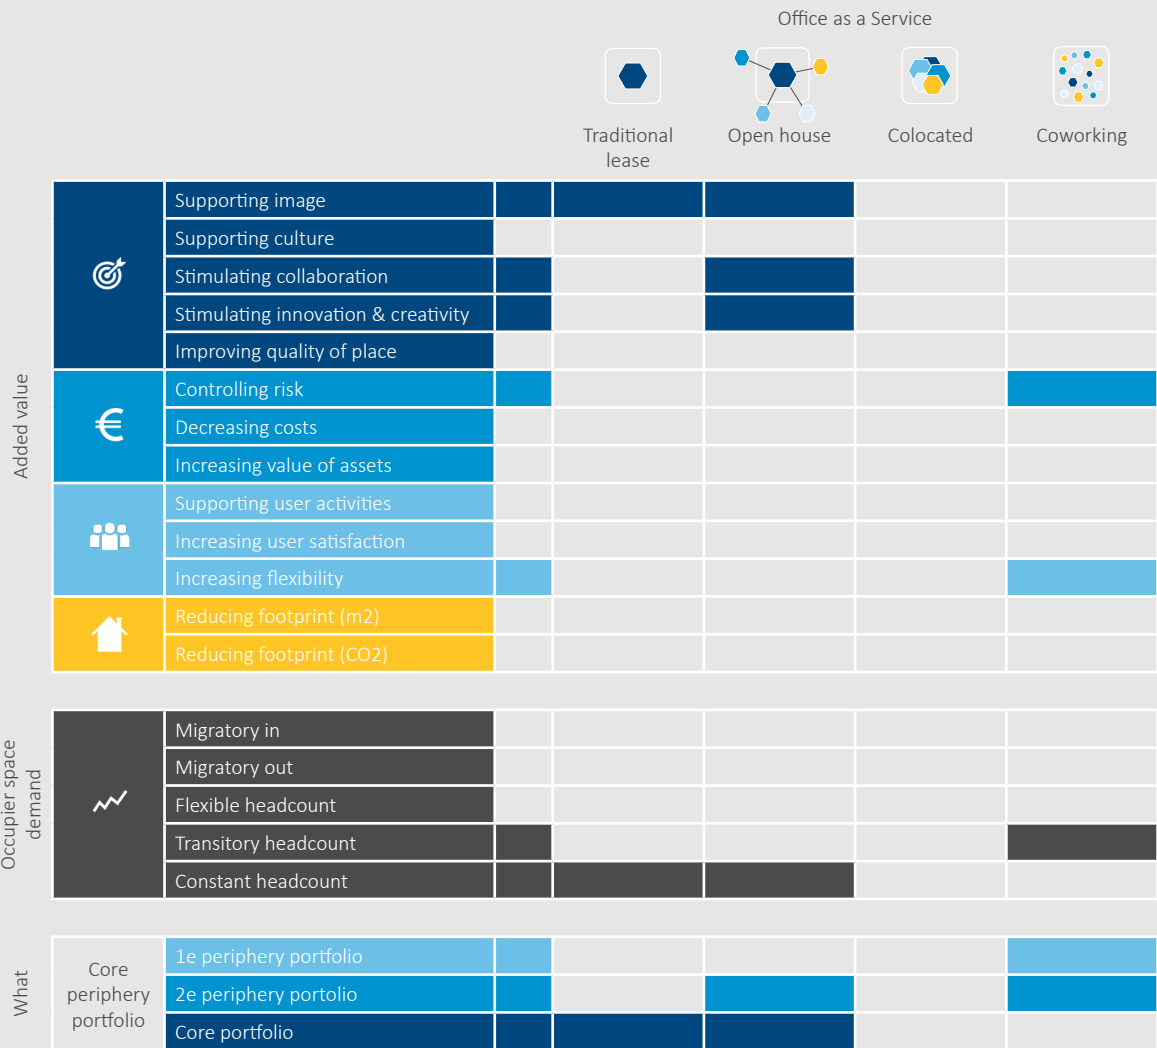 Office as a Service
Traditional
lease
Open house
Colocated
Coworking
Added value
Supporting image
Supporting culture
Stimulating collaboration
Stimulating innovation & creativity
Improving quality of place
€
Controlling risk
Decreasing costs
Increasing value of assets
Supporting user activities
Increasing user satisfaction
Increasing flexibility
Reducing footprint (m2)
Reducing footprint (CO2)
Occupier space
demand
Migratory in
Migratory out
Flexible headcount
Transitory headcount
Constant headcount
What
Core
periphery
portfolio
1e periphery portfolio
2e periphery portolio
Core portfolio